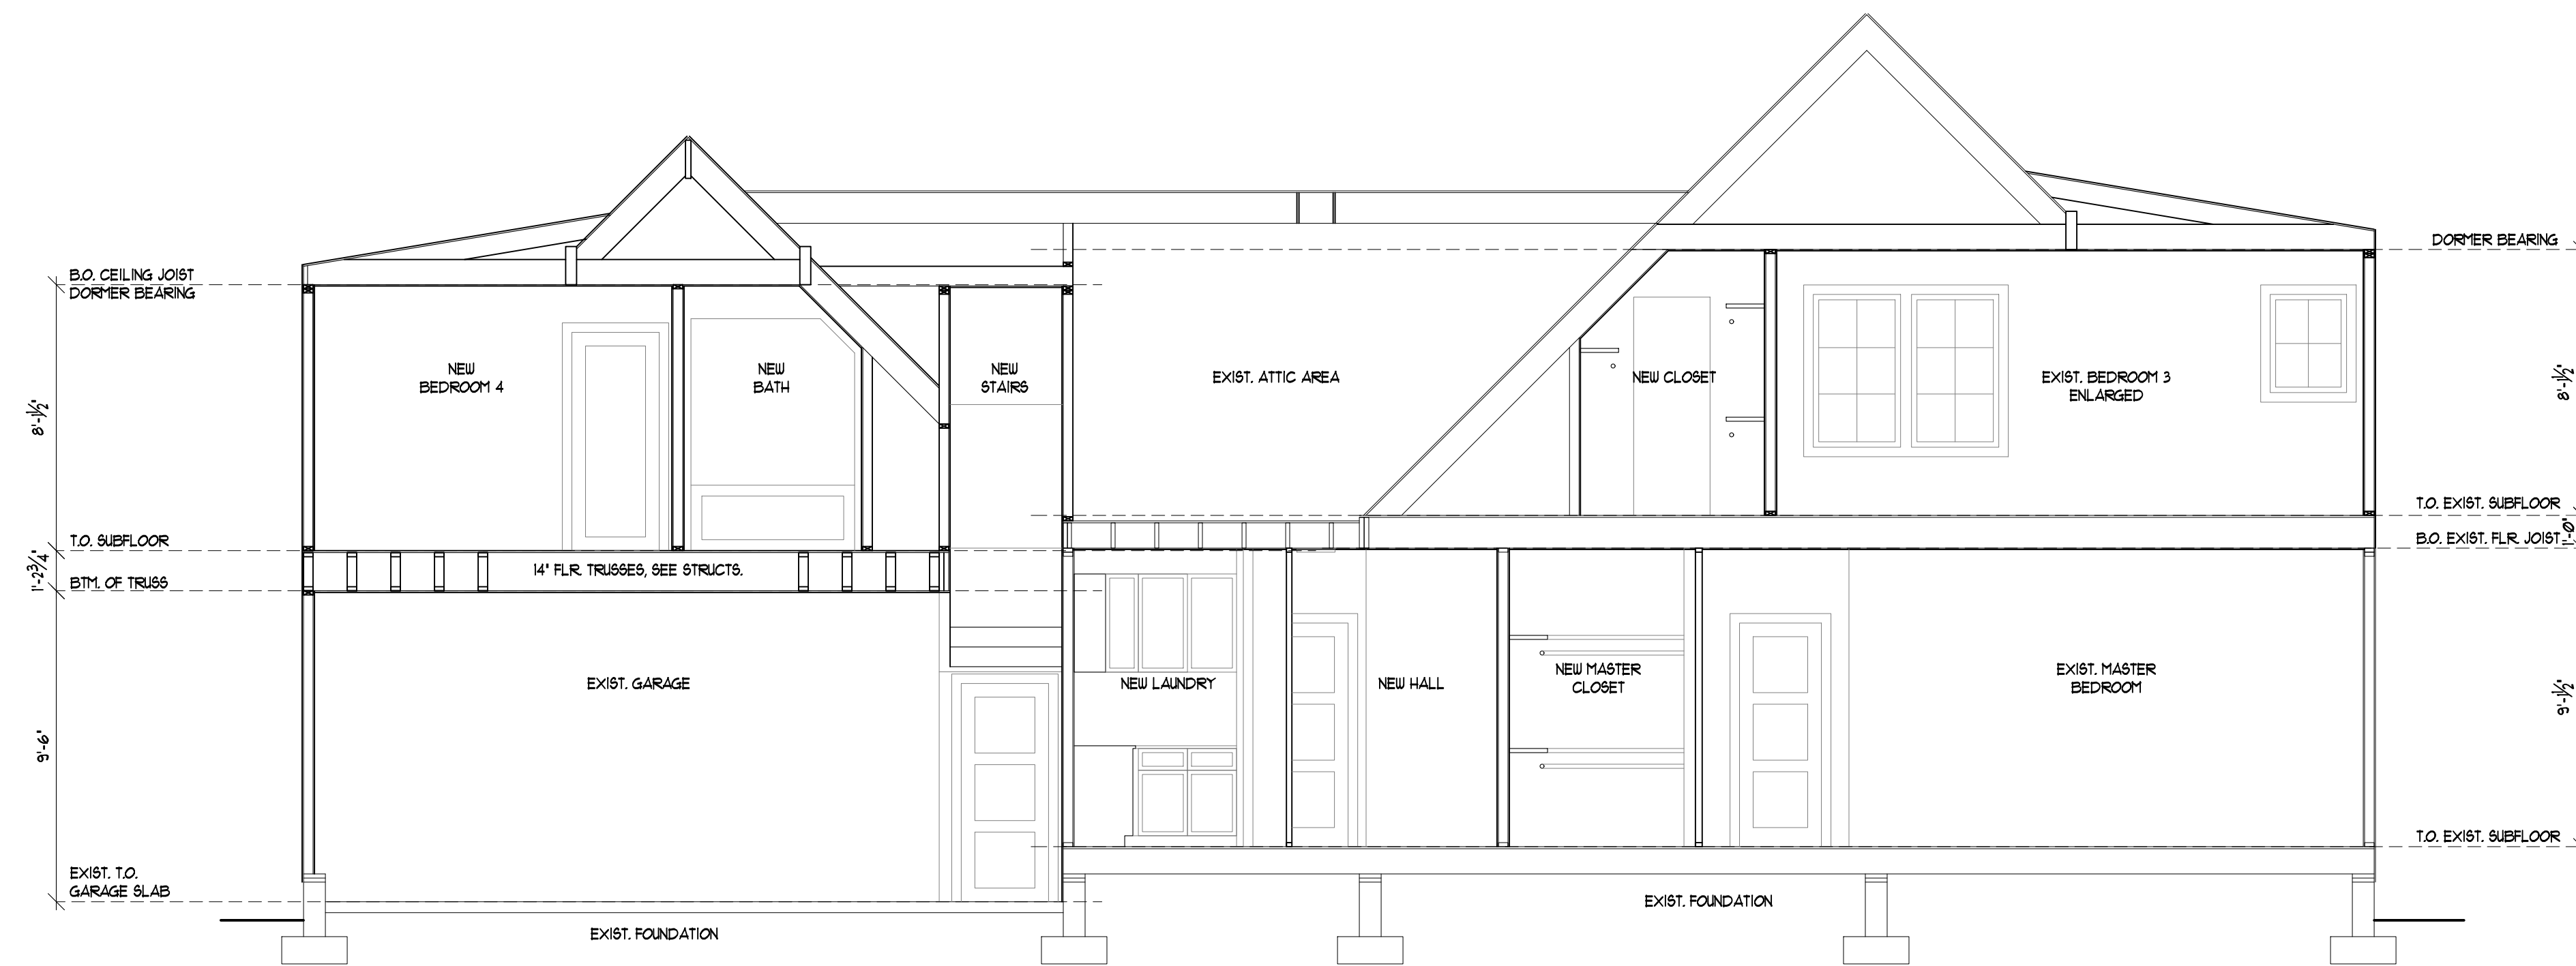 DORMER BEARING
B.O. CEILING JOIST
DORMER BEARING
NEW
BEDROOM 4
NEW
BATH
NEW
STAIRS
EXIST. ATTIC AREA
NEW CLOSET
EXIST. BEDROOM 3
ENLARGED
8'-1½"
8'-1½"
T.O. EXIST. SUBFLOOR
T.O. SUBFLOOR
B.O. EXIST. FLR. JOIST
1'-0"
1'-2¾"
14" FLR. TRUSSES, SEE STRUCTS.
BTM. OF TRUSS
EXIST. GARAGE
NEW LAUNDRY
NEW HALL
NEW MASTER
CLOSET
EXIST. MASTER
BEDROOM
9'-6"
9'-1½"
T.O. EXIST. SUBFLOOR
EXIST. T.O.
GARAGE SLAB
EXIST. FOUNDATION
EXIST. FOUNDATION